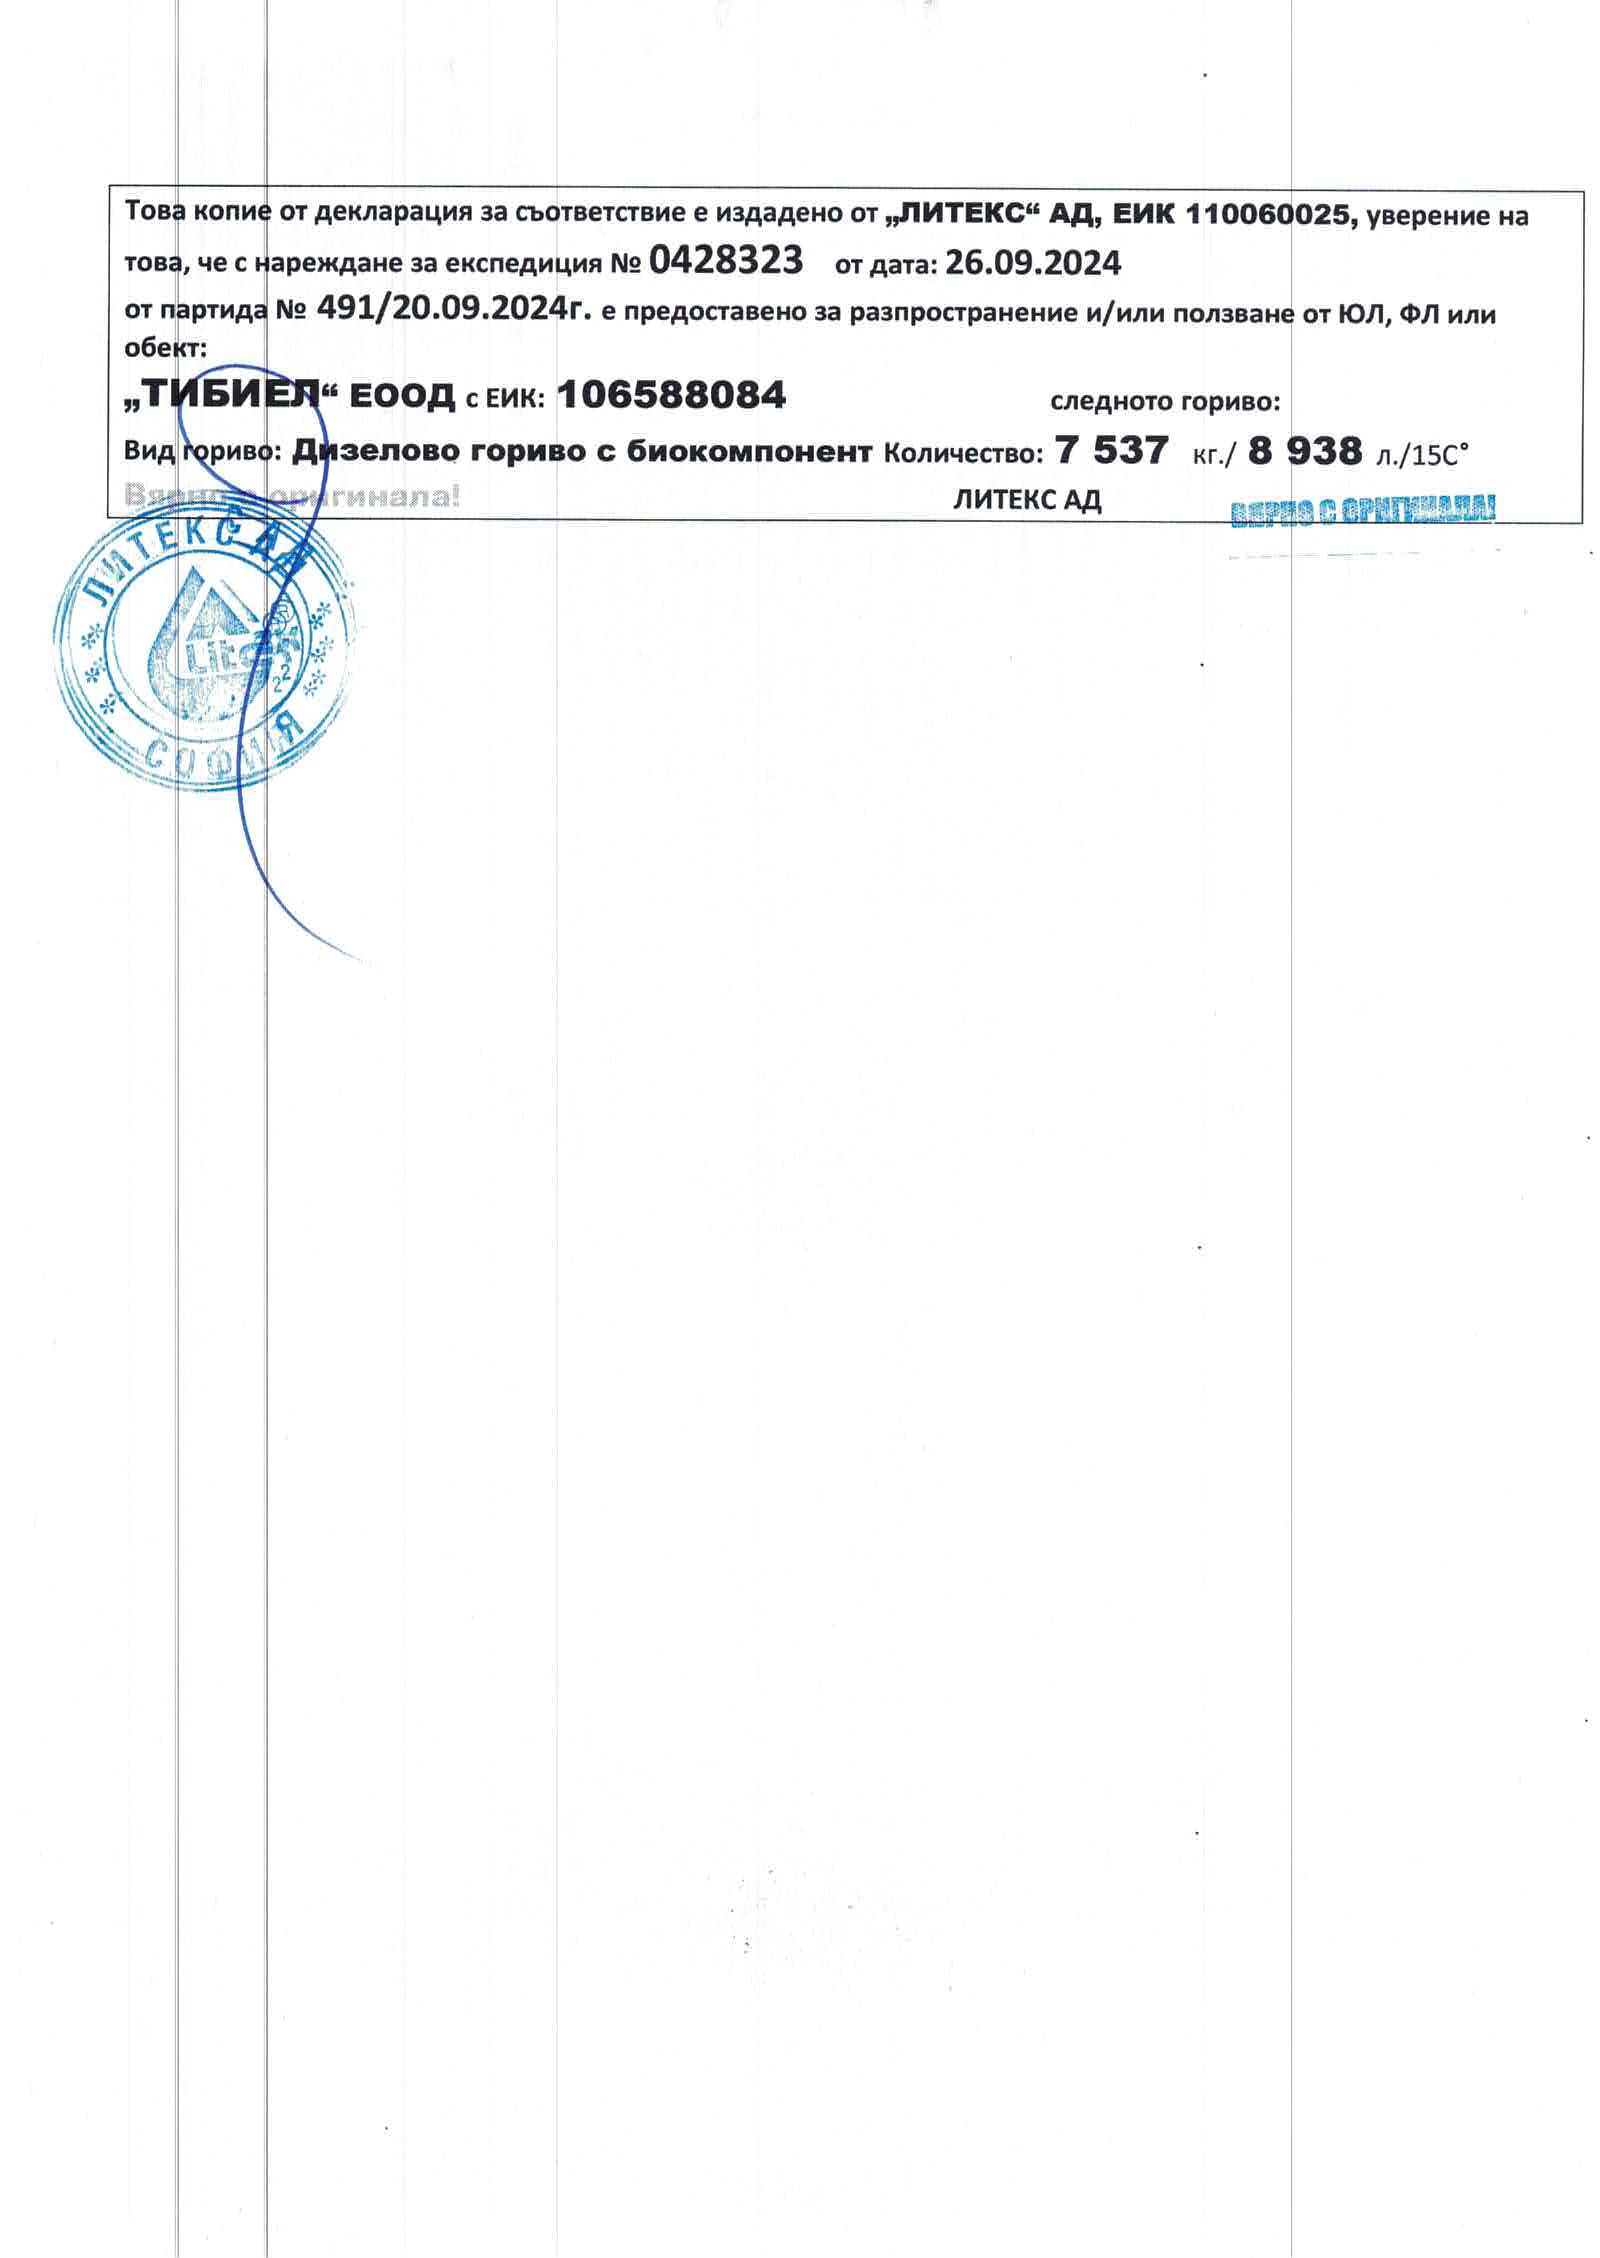 Това копие от декларация за съответствие е издадено от „ЛИТЕКС“ АД, ЕИК 110060025, уверение на
това, че с нареждане за експедиция № 0428323 от дата: 26.09.2024
от партида № 491/20.09.2024г. е предоставено за разпространение и/или ползване от ЮЛ, ФЛ или
обект:
„ТИБИЕЛ“ ЕООД с ЕИК: 106588084 следното гориво:
Вид гориво: Дизелово гориво с биокомпонент Количество: 7 537 кг./ 8 938 л./15С°
Вярно с оригинала! ЛИТЕКС АД ВЯРНО С ОРИГИНАЛА!
ЛИТЕКС АД
Litex ®
22
СОФИЯ